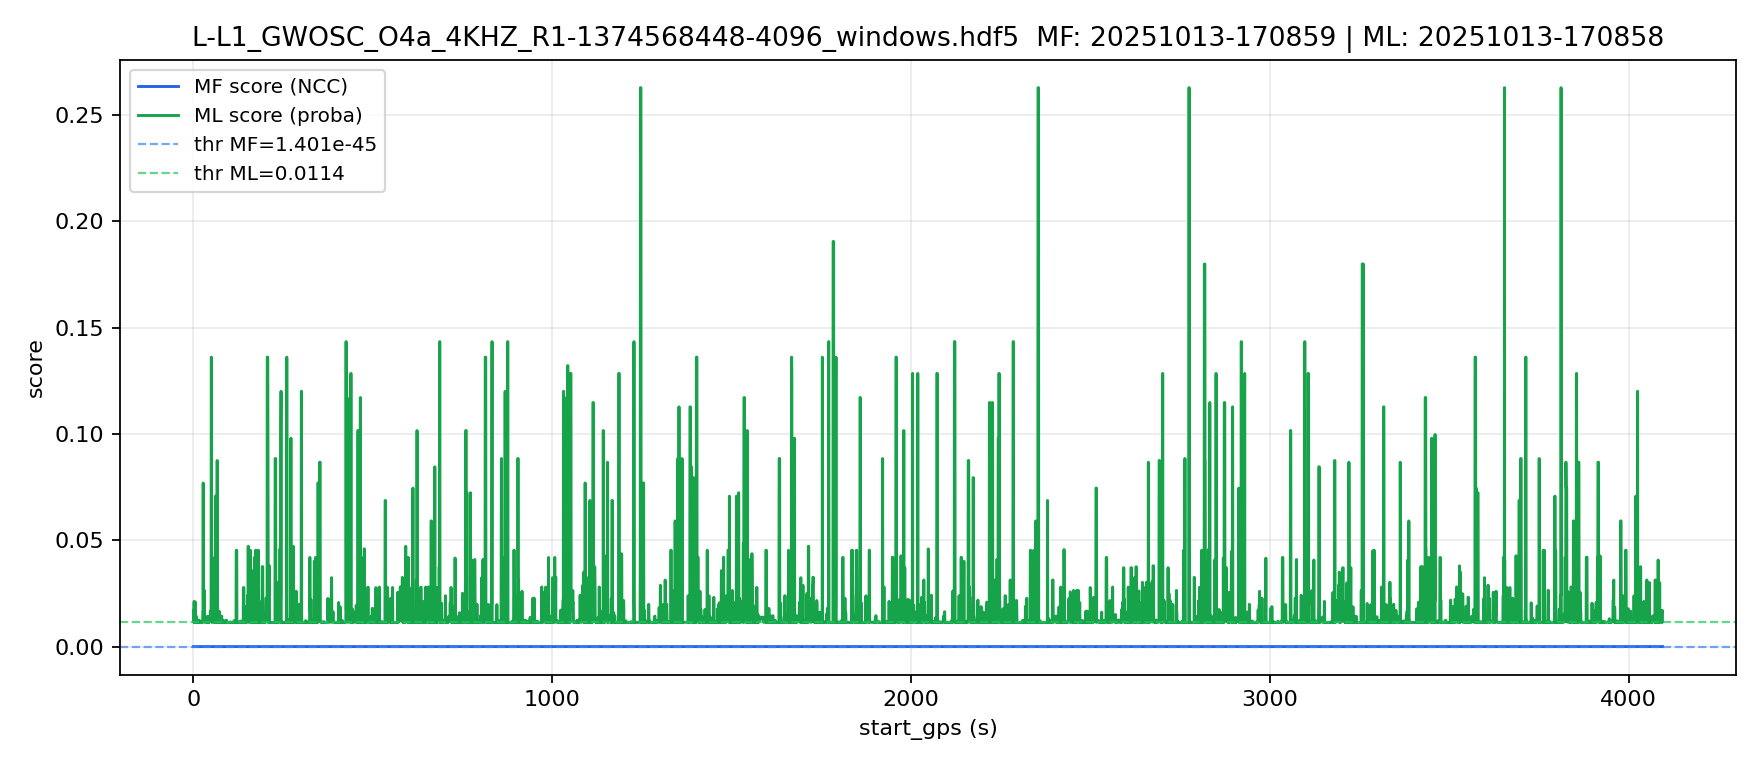 L-L1_GWOSC_O4a_4KHZ_R1-1374568448-4096_windows.hdf5  MF: 20251013-170859 | ML: 20251013-170858
MF score (NCC)
ML score (proba)
thr MF=1.401e-45
thr ML=0.0114
score
0.25
0.20
0.15
0.10
0.05
0.00
0
1000
2000
3000
4000
start_gps (s)